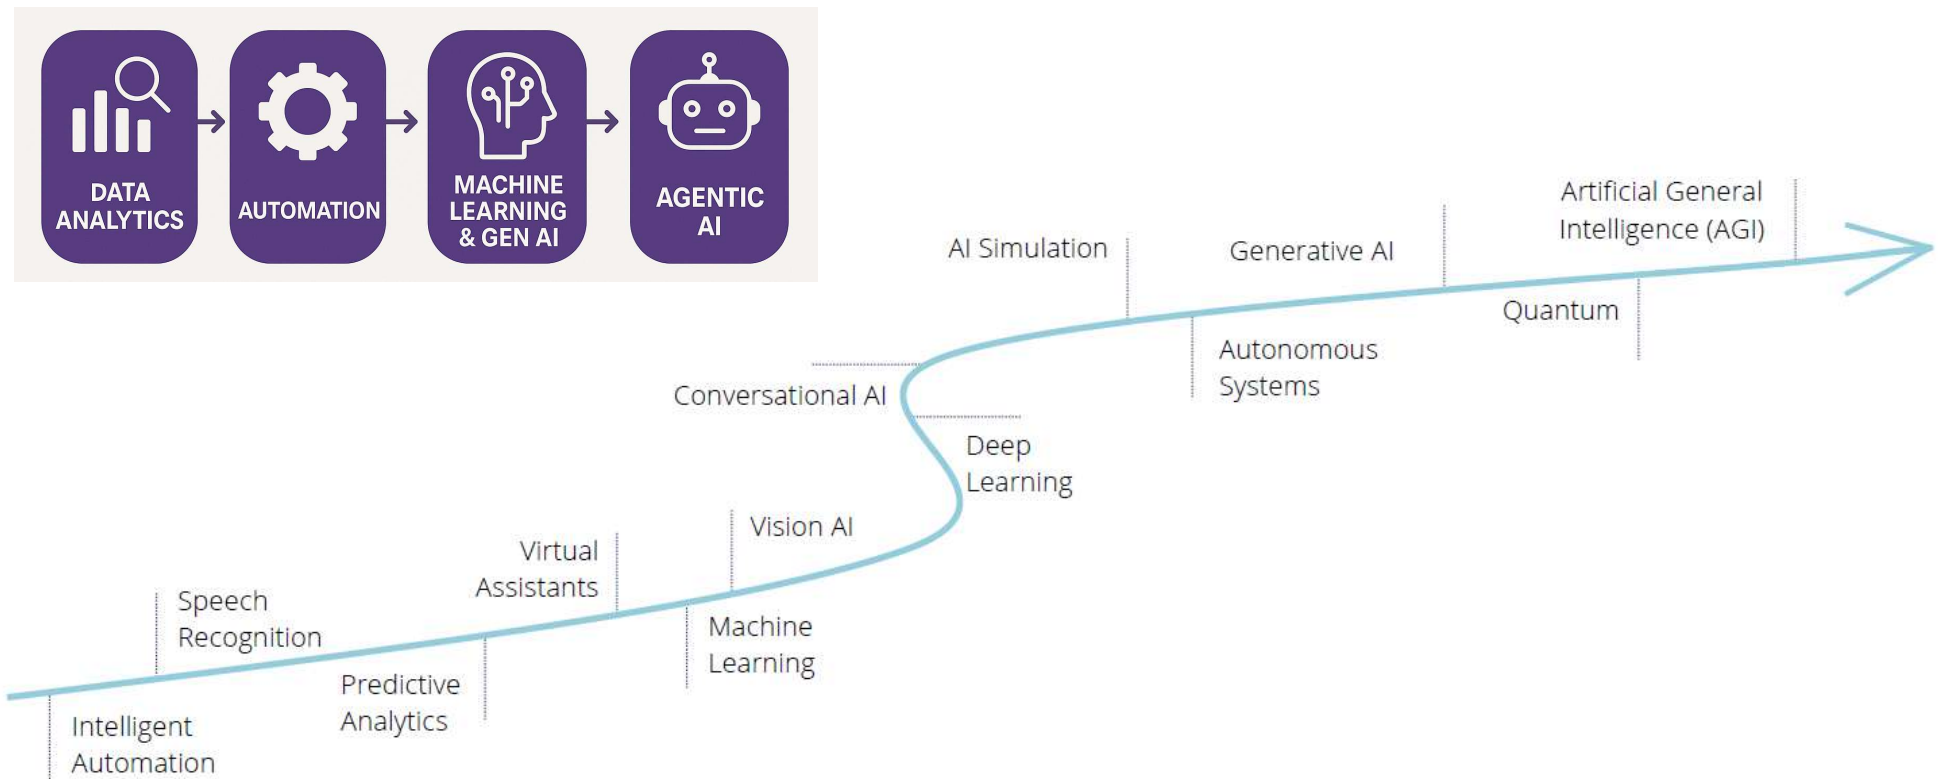 DATA
ANALYTICS
AUTOMATION
MACHINE
LEARNING
& GEN AI
AGENTIC
AI
Artificial General
Intelligence (AGI)
AI Simulation
Generative AI
Quantum
Autonomous
Systems
Conversational AI
Deep
Learning
Vision AI
Virtual
Assistants
Speech
Recognition
Machine
Learning
Predictive
Analytics
Intelligent
Automation